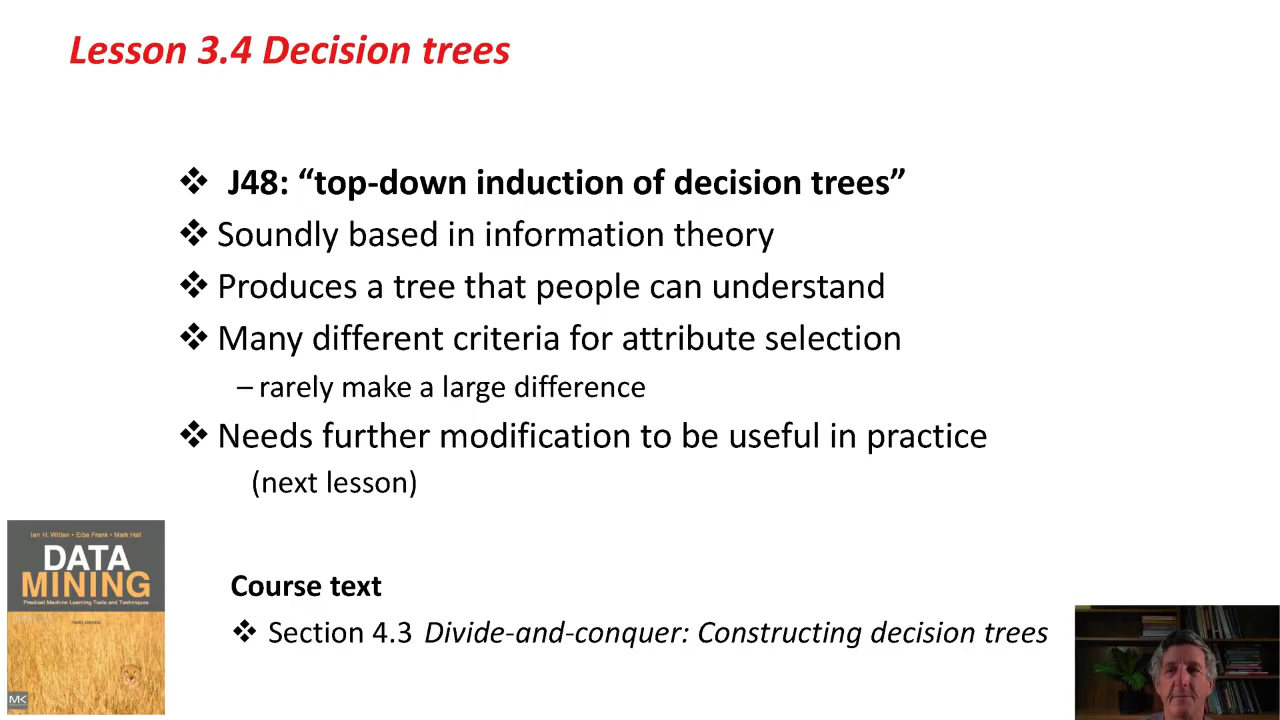 Lesson 3.4 Decision trees
❖ J48: “top-down induction of decision trees”
❖ Soundly based in information theory
❖ Produces a tree that people can understand
❖ Many different criteria for attribute selection
– rarely make a large difference
❖ Needs further modification to be useful in practice
(next lesson)
Ian H. Witten • Eibe Frank • Mark Hall
DATA
MINING
Practical Machine Learning Tools and Techniques
THIRD EDITION
MK
Course text
❖ Section 4.3 Divide-and-conquer: Constructing decision trees